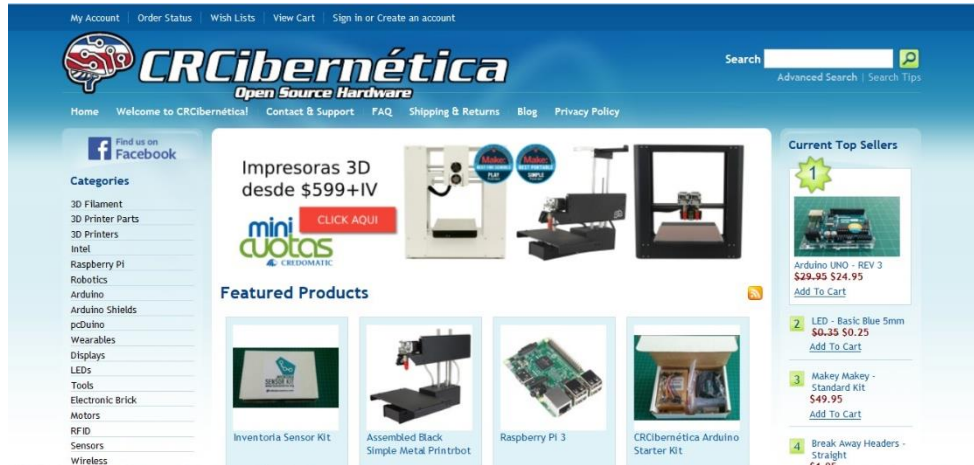 My Account
Order Status
Wish Lists
View Cart
Sign in or Create an account
CRCibernética
Open Source Hardware
Search
Advanced Search | Search Tips
Home
Welcome to CRCibernética!
Contact & Support
FAQ
Shipping & Returns
Blog
Privacy Policy
Find us on
Facebook
Categories
3D Filament
3D Printer Parts
3D Printers
Intel
Raspberry Pi
Robotics
Arduino
Arduino Shields
pcDuino
Wearables
Displays
LEDs
Tools
Electronic Brick
Motors
RFID
Sensors
Wireless
Impresoras 3D
desde $599+IV
CLICK AQUI
mini
cuotas
CREDOMATIC
Make:
PLAY
Make:
SIMPLE
Featured Products
SENSOR KIT
Inventoria Sensor Kit
Assembled Black
Simple Metal Printrbot
Raspberry Pi 3
CRCibernética Arduino
Starter Kit
Current Top Sellers
1
Arduino UNO - REV 3
$29.95 $24.95
Add To Cart
2
LED - Basic Blue 5mm
$0.35 $0.25
Add To Cart
3
Makey Makey -
Standard Kit
$49.95
Add To Cart
4
Break Away Headers -
Straight